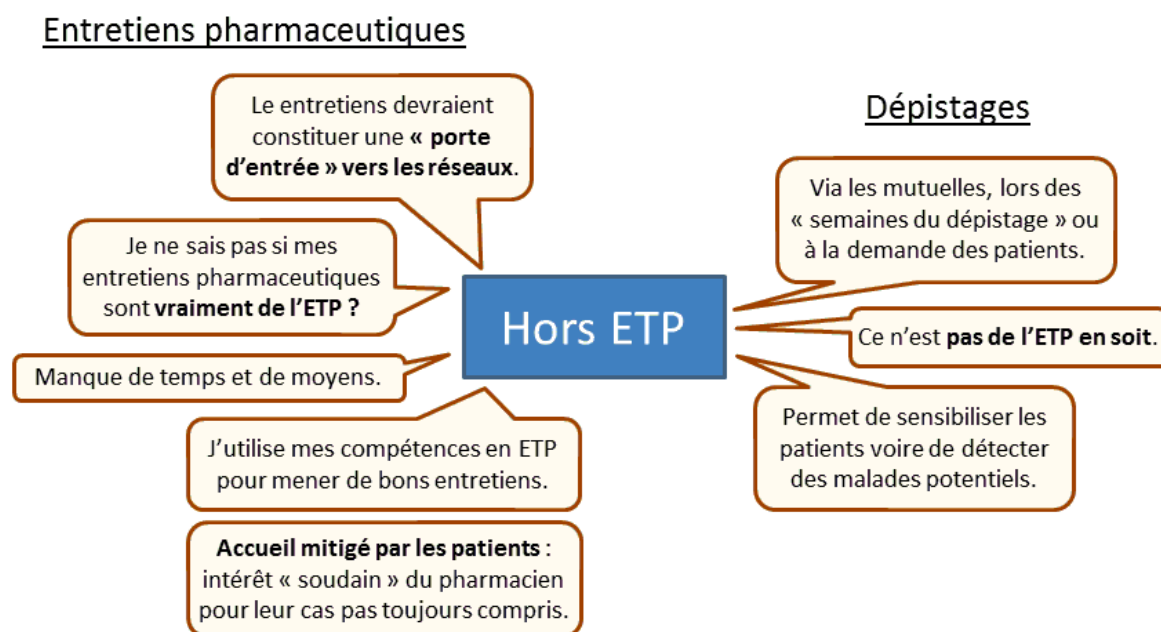 Entretiens pharmaceutiques
Le entretiens devraient
constituer une « porte
d'entrée » vers les réseaux.
Je ne sais pas si mes
entretiens pharmaceutiques
sont vraiment de l'ETP ?
Manque de temps et de moyens.
J'utilise mes compétences en ETP
pour mener de bons entretiens.
Accueil mitigé par les patients :
intérêt « soudain » du pharmacien
pour leur cas pas toujours compris.
Hors ETP
Dépistages
Via les mutuelles, lors des
« semaines du dépistage » ou
à la demande des patients.
Ce n'est pas de l'ETP en soit.
Permet de sensibiliser les
patients voire de détecter
des malades potentiels.